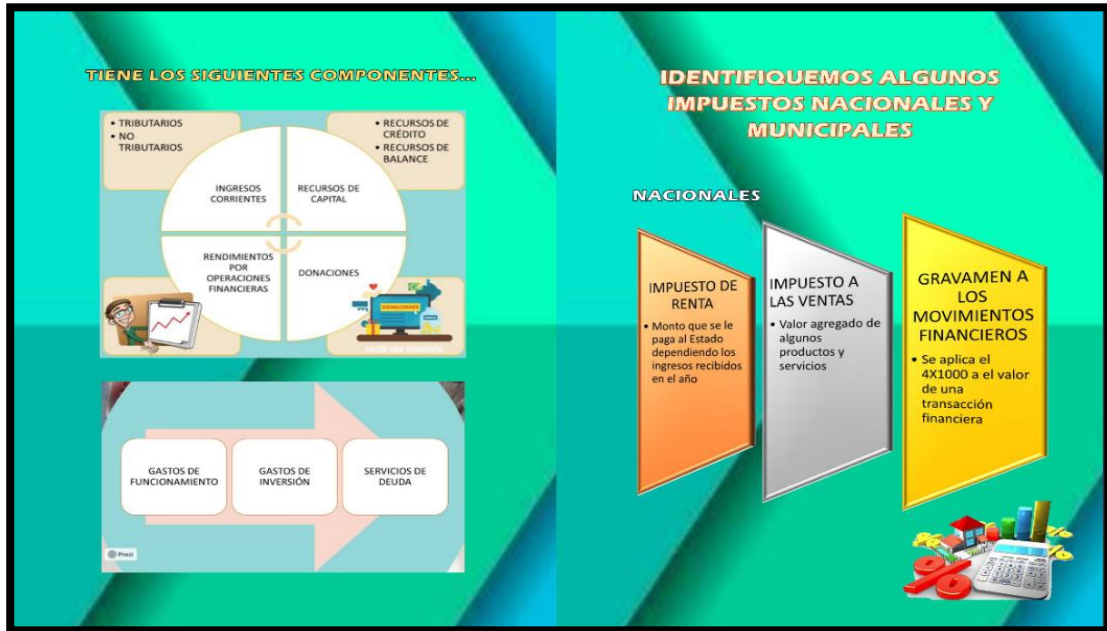 TIENE LOS SIGUIENTES COMPONENTES...
• TRIBUTARIOS
• NO
TRIBUTARIOS
• RECURSOS DE
CRÉDITO
• RECURSOS DE
BALANCE
INGRESOS
CORRIENTES
RECURSOS DE
CAPITAL
RENDIMIENTOS
POR
OPERACIONES
FINANCIERAS
DONACIONES
DONACIONES
GASTOS DE
FUNCIONAMIENTO
GASTOS DE
INVERSIÓN
SERVICIOS DE
DEUDA
Prezi
IDENTIFIQUEMOS ALGUNOS
IMPUESTOS NACIONALES Y
MUNICIPALES
NACIONALES
IMPUESTO DE
RENTA
• Monto que se le
paga al Estado
dependiendo los
ingresos recibidos
en el año
IMPUESTO A
LAS VENTAS
• Valor agregado de
algunos
productos y
servicios
GRAVAMEN A
LOS
MOVIMIENTOS
FINANCIEROS
• Se aplica el
4X1000 a el valor
de una
transacción
financiera